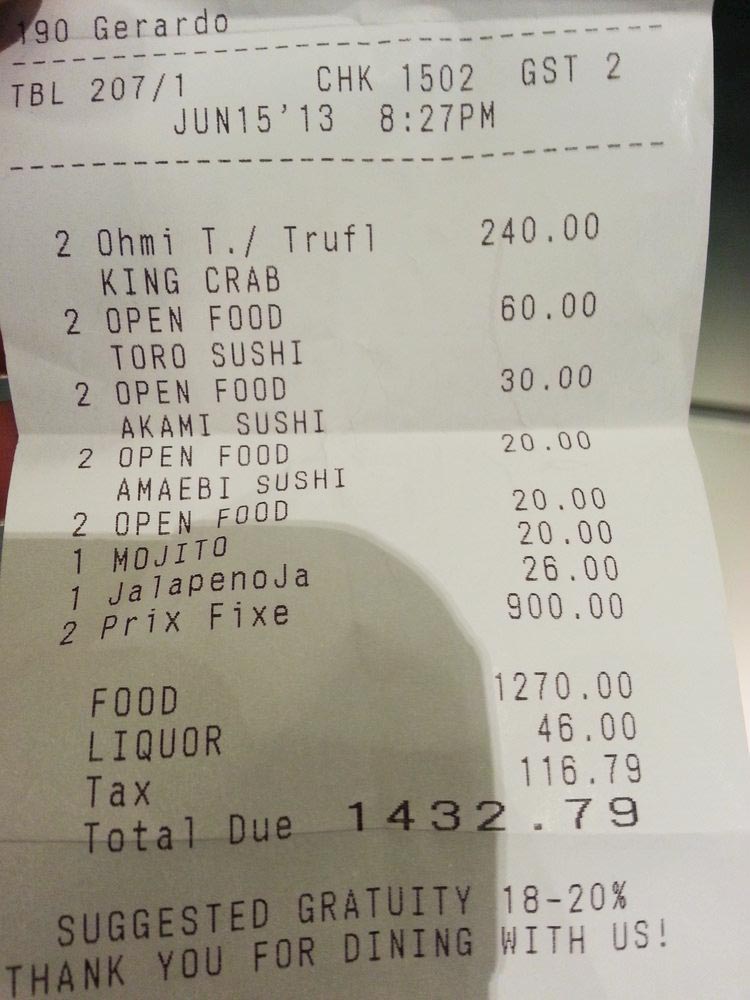 190 Gerardo
TBL 207/1 CHK 1502 GST 2
JUN15'13 8:27PM
2 Ohmi T./ Trufl 240.00
KING CRAB
2 OPEN FOOD 60.00
TORO SUSHI
2 OPEN FOOD 30.00
AKAMI SUSHI
2 OPEN FOOD 20.00
AMAEBI SUSHI
2 OPEN FOOD 20.00
1 MOJITO 20.00
1 JalapenoJa 26.00
2 Prix Fixe 900.00
FOOD 1270.00
LIQUOR 46.00
Tax 116.79
Total Due 1432.79
SUGGESTED GRATUITY 18-20%
THANK YOU FOR DINING WITH US!